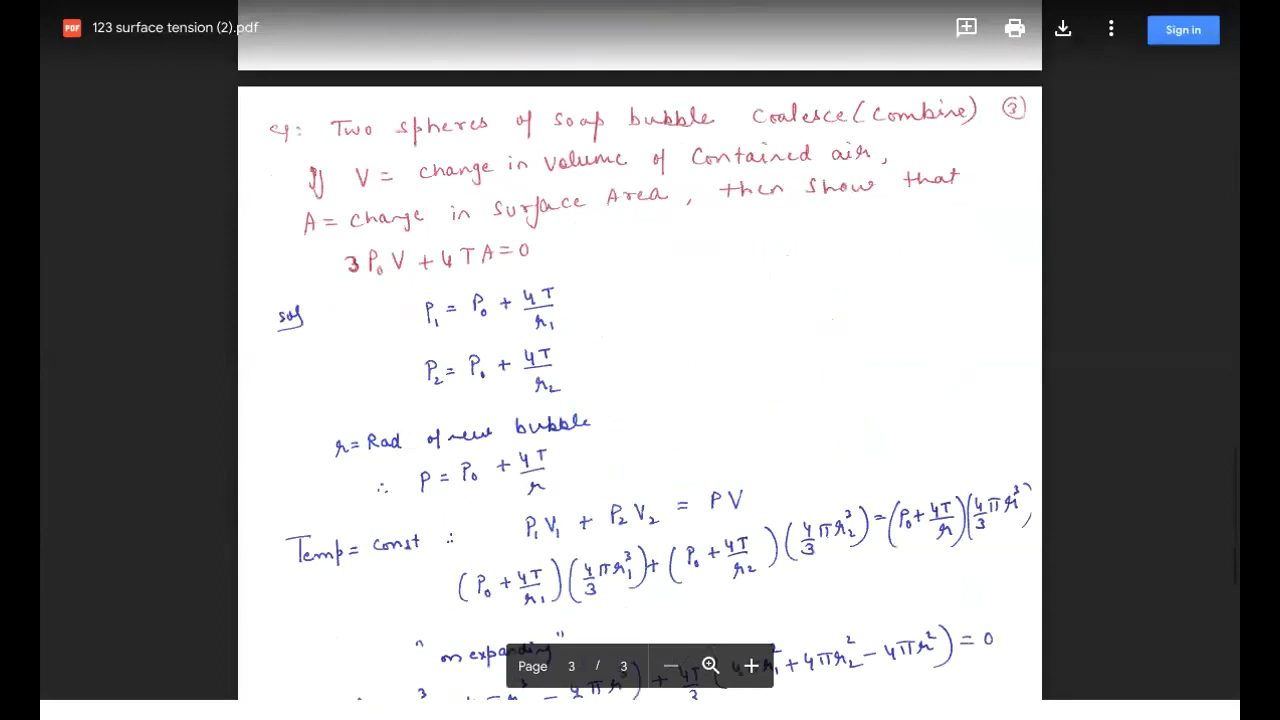 123 surface tension (2).pdf
Sign in
eg: Two spheres of soap bubble Coalesce (Combine) ③
If V = change in volume of Contained air,
A = change in surface Area, then show that
3 P₀ V + 4 T A = 0
sol P₁ = P₀ + 4T/r₁
P₂ = P₀ + 4T/r₂
r = Rad of new bubble
∴ P = P₀ + 4T/r
Temp = const ∴ P₁V₁ + P₂V₂ = PV
(P₀ + 4T/r₁)(4/3 πr₁³) + (P₀ + 4T/r₂)(4/3 πr₂³) = (P₀ + 4T/r)(4/3 πr³)
"on expanding"
+ 4T/3 ( r₁² + 4πr₂² − 4πr²) = 0
Page 3 / 3